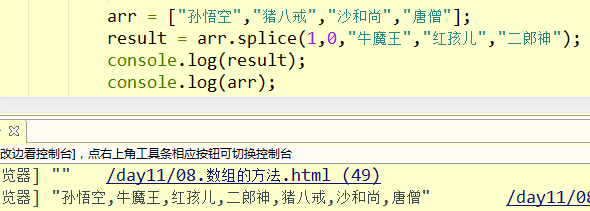 arr = ["孙悟空","猪八戒","沙和尚","唐僧"];
result = arr.splice(1,0,"牛魔王","红孩儿","二郎神");
console.log(result);
console.log(arr);
改边看控制台]，点右上角工具条相应按钮可切换控制台
览器] "" /day11/08.数组的方法.html (49)
览器] "孙悟空,牛魔王,红孩儿,二郎神,猪八戒,沙和尚,唐僧" /day11/08